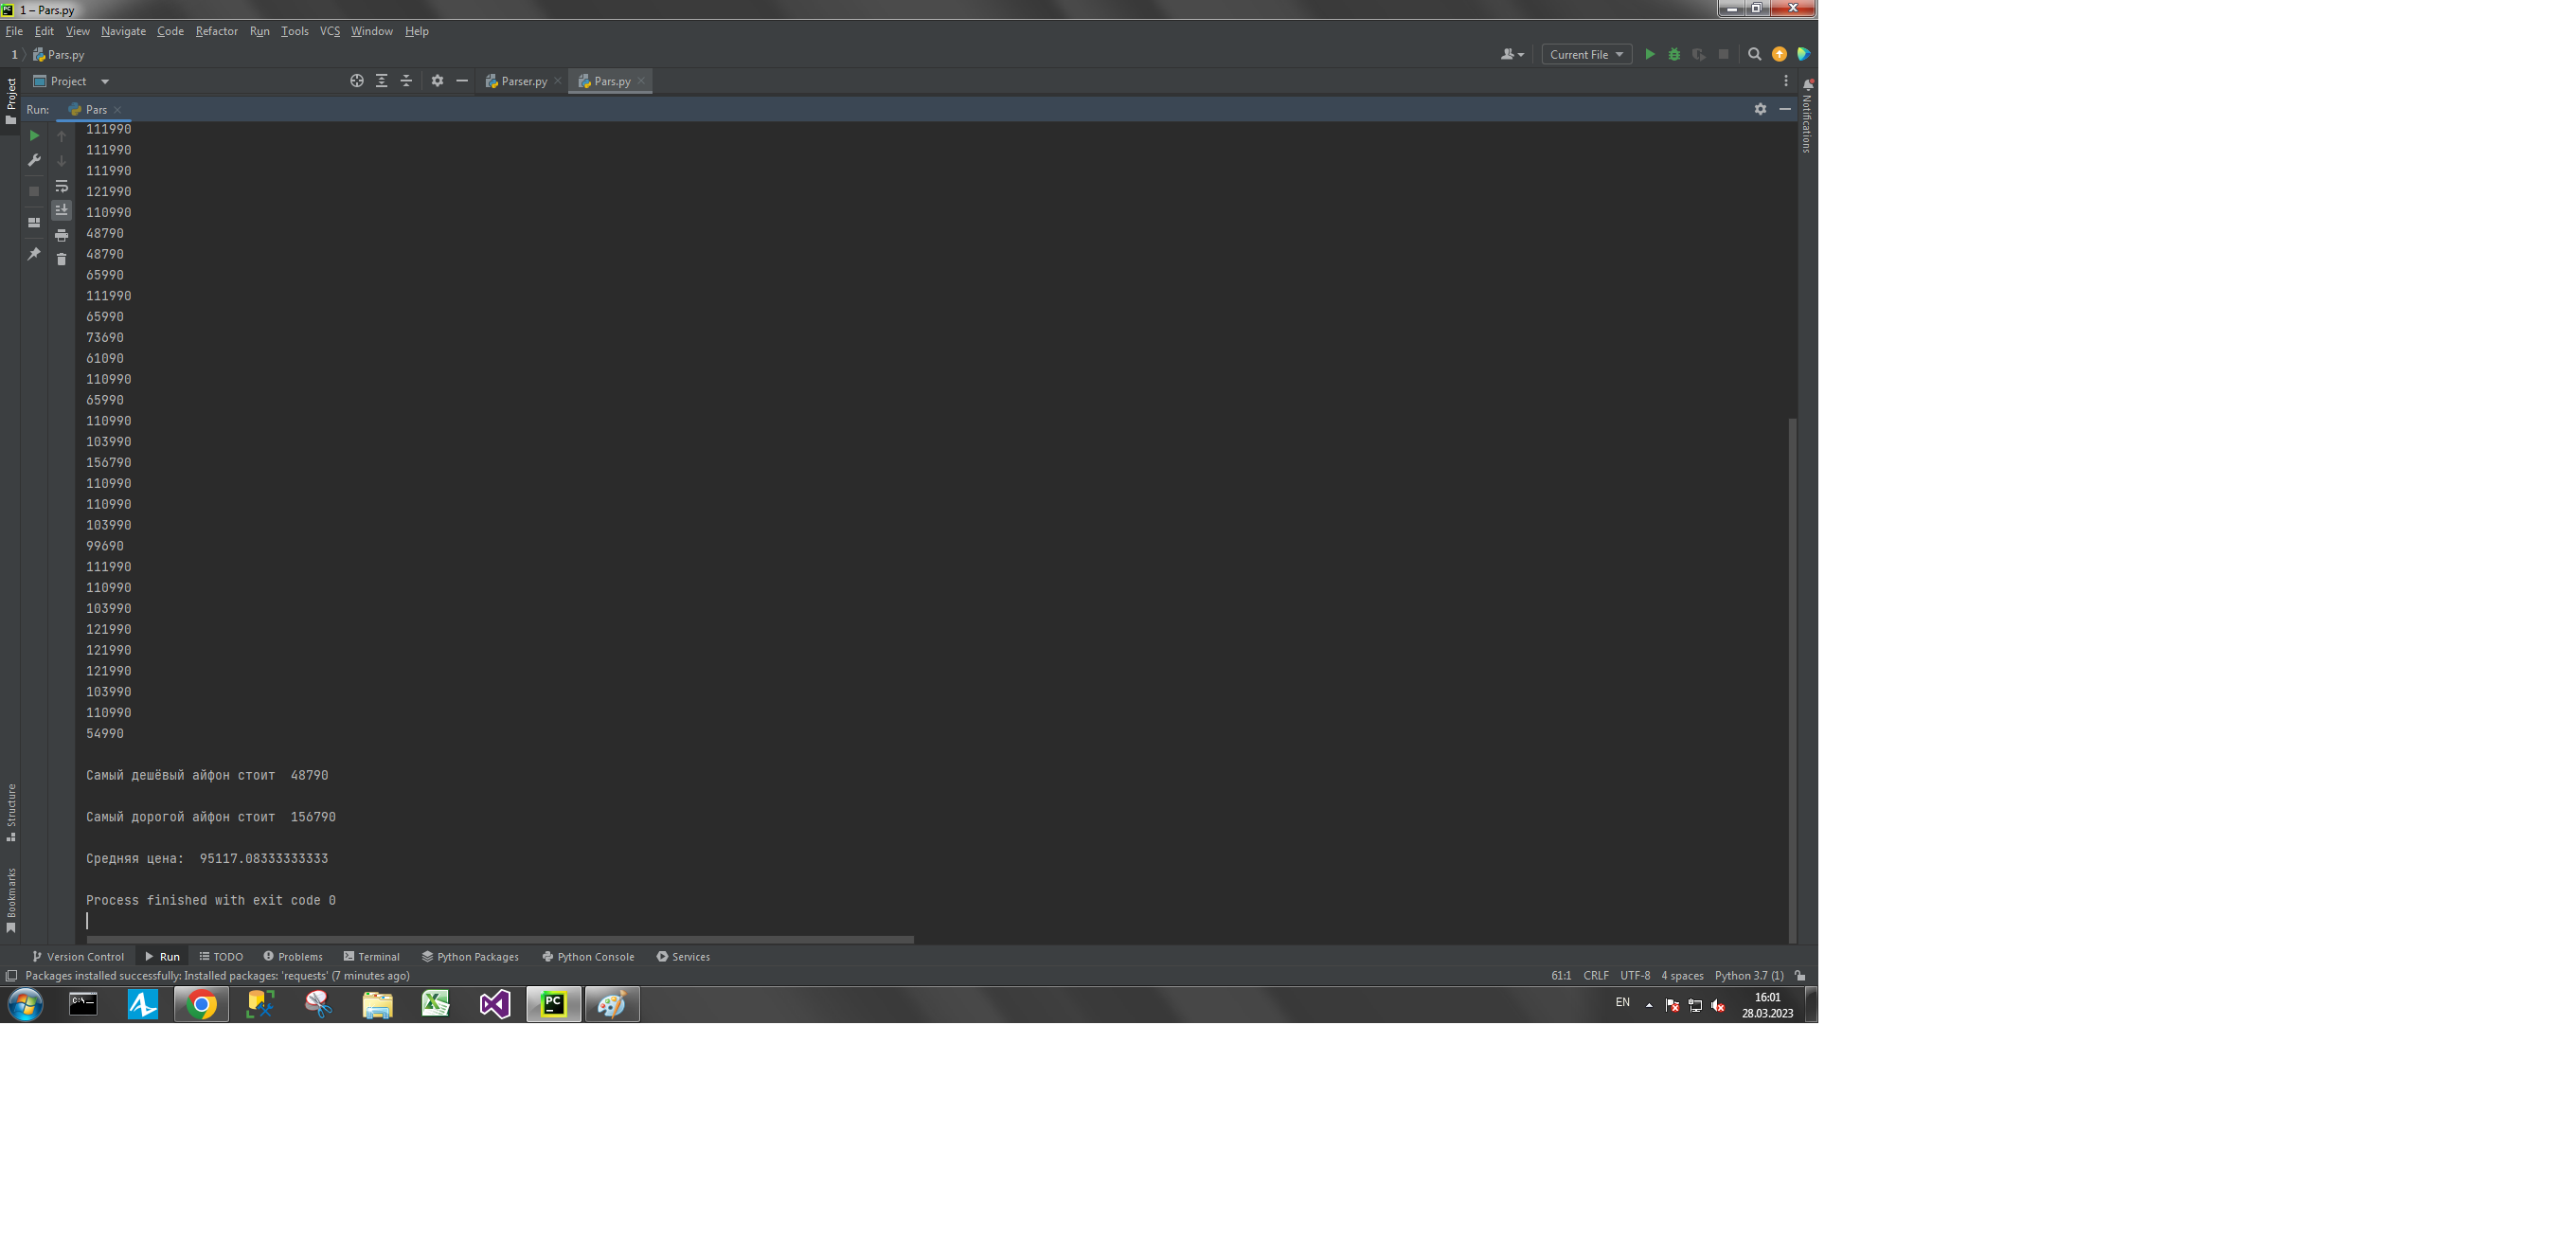 1 – Pars.py
File Edit View Navigate Code Refactor Run Tools VCS Window Help
1 Pars.py Current File
Project Parser.py Pars.py
Project
Notifications
Run: Pars
111990
111990
111990
121990
110990
48790
48790
65990
111990
65990
73690
61090
110990
65990
110990
103990
156790
110990
110990
103990
99690
111990
110990
103990
121990
121990
121990
103990
110990
54990
Самый дешёвый айфон стоит  48790
Самый дорогой айфон стоит  156790
Средняя цена:  95117.08333333333
Process finished with exit code 0
Structure
Bookmarks
Version Control Run TODO Problems Terminal Python Packages Python Console Services
Packages installed successfully: Installed packages: 'requests' (7 minutes ago) 61:1 CRLF UTF-8 4 spaces Python 3.7 (1)
C:\._ PC EN 16:01
28.03.2023